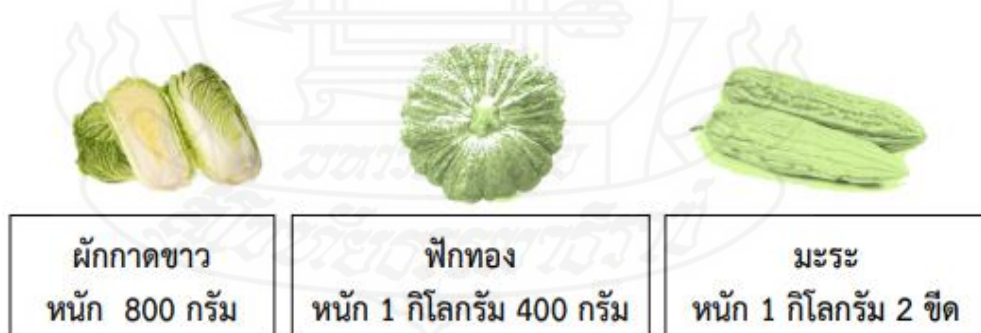 ผักกาดขาว
หนัก 800 กรัม
ฟักทอง
หนัก 1 กิโลกรัม 400 กรัม
มะระ
หนัก 1 กิโลกรัม 2 ขีด